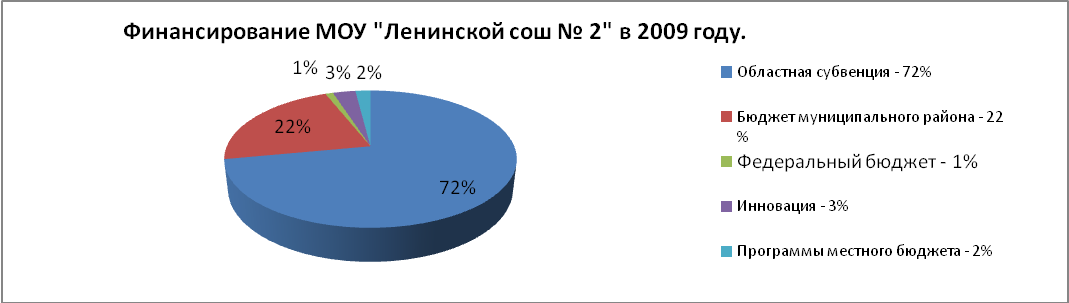 Финансирование МОУ "Ленинской сош № 2" в 2009 году.
1%
3%
2%
22%
72%
Областная субвенция - 72%
Бюджет муниципального района - 22
%
Федеральный бюджет - 1%
Инновация - 3%
Программы местного бюджета - 2%